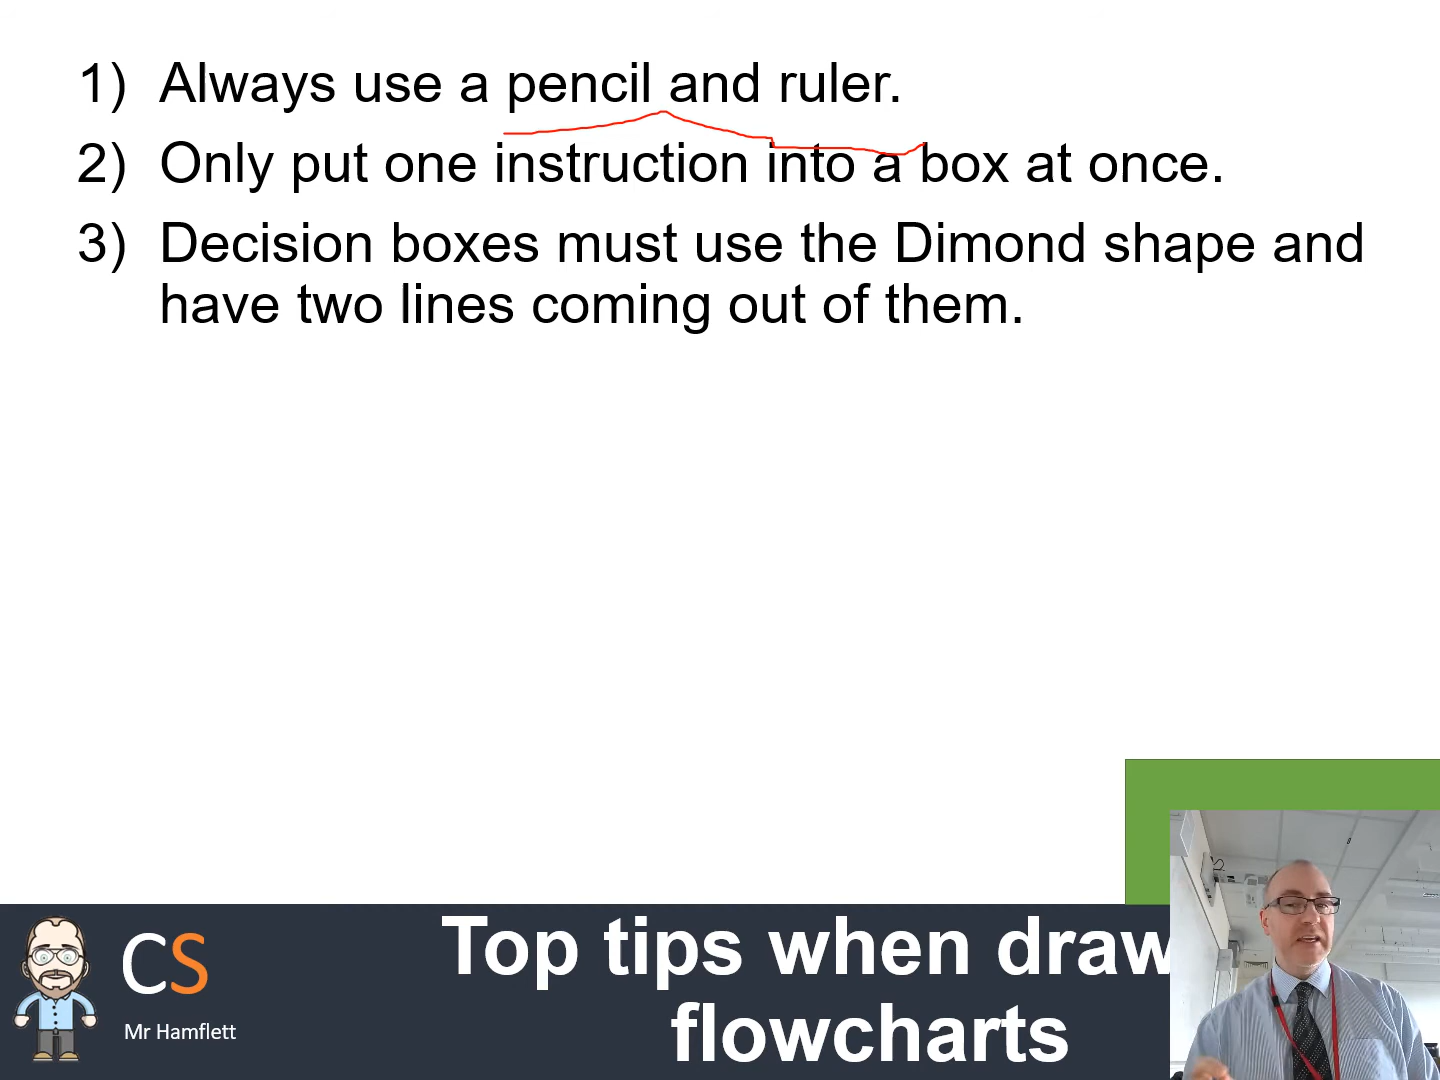 1) Always use a pencil and ruler.
2) Only put one instruction into a box at once.
3) Decision boxes must use the Dimond shape and
have two lines coming out of them.
CS
Mr Hamflett
Top tips when draw
flowcharts